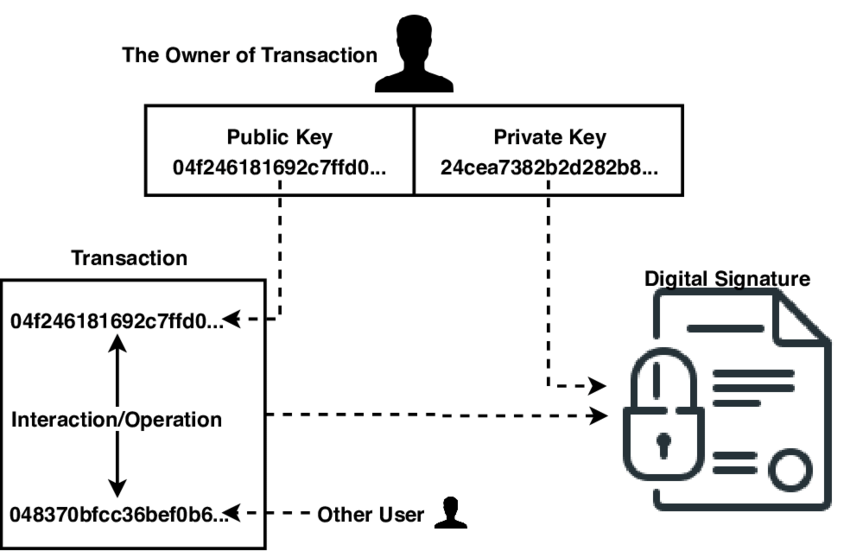 The Owner of Transaction
Public Key
04f246181692c7ffd0...
Private Key
24cea7382b2d282b8...
Transaction
04f246181692c7ffd0...
Interaction/Operation
048370bfcc36bef0b6...
Other User
Digital Signature